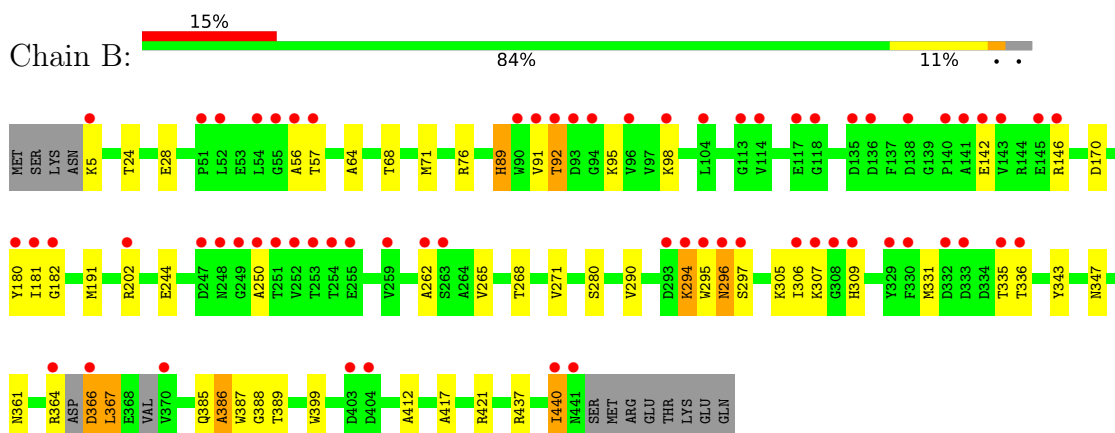 15%
Chain B:
84% 11% • •
MET SER LYS ASN K5 T24 E28 P51 L52 E53 L54 G55 A56 T57 A64 T68 M71 R76 H89 W90 V91 T92 D93 G94 K95 V96 V97 K98 L104 G113 V114 E117 G118 D135 D136 F137 D138 G139 P140 A141 E142 V143 R144 E145 R146 D170
Y180 I181 G182 M191 R202 E244 D247 N248 G249 A250 T251 V252 T253 T254 E255 V259 A262 S263 A264 V265 T268 V271 S280 V290 D293 K294 W295 N296 S297 K305 I306 K307 G308 H309 Y329 F330 M331 D332 D333 D334 T335 T336 Y343 N347
N361 R364 ASP D366 L367 E368 VAL V370 Q385 A386 W387 G388 T389 W399 D403 D404 A412 A417 R421 R437 I440 N441 SER MET ARG GLU THR LYS GLU GLN